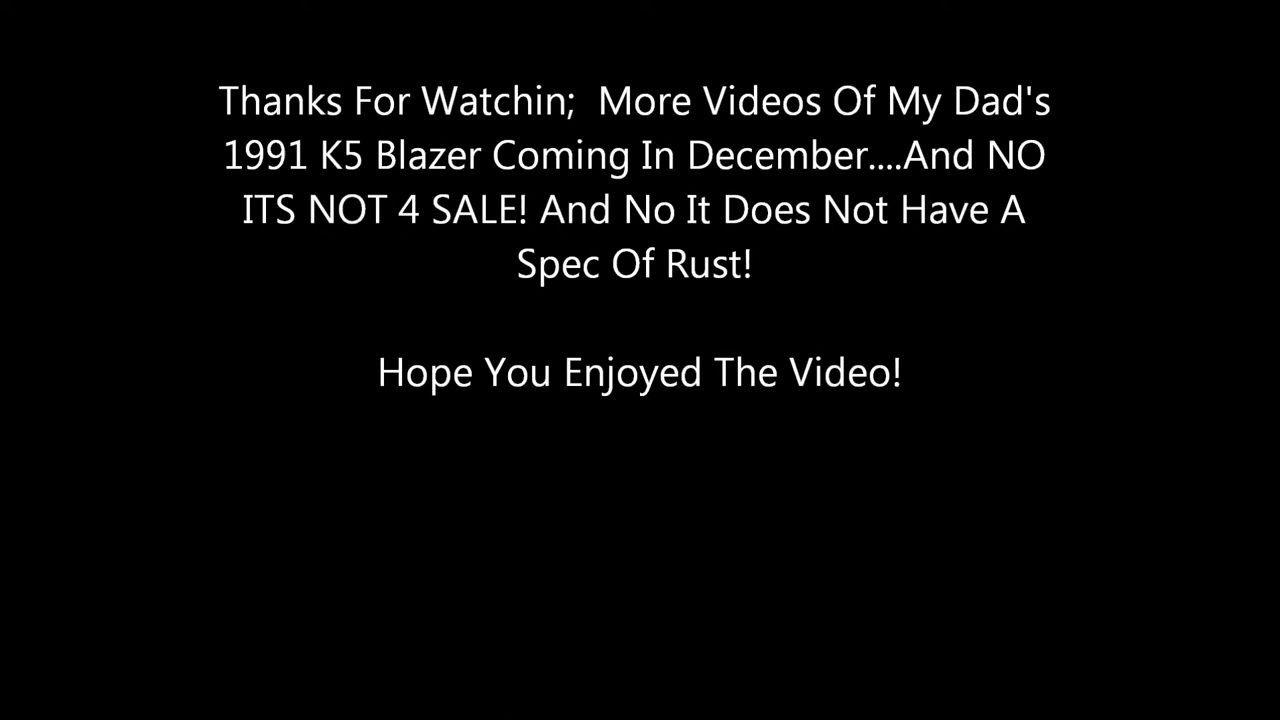 Thanks For Watchin;  More Videos Of My Dad's
1991 K5 Blazer Coming In December....And NO
ITS NOT 4 SALE! And No It Does Not Have A
Spec Of Rust!
Hope You Enjoyed The Video!